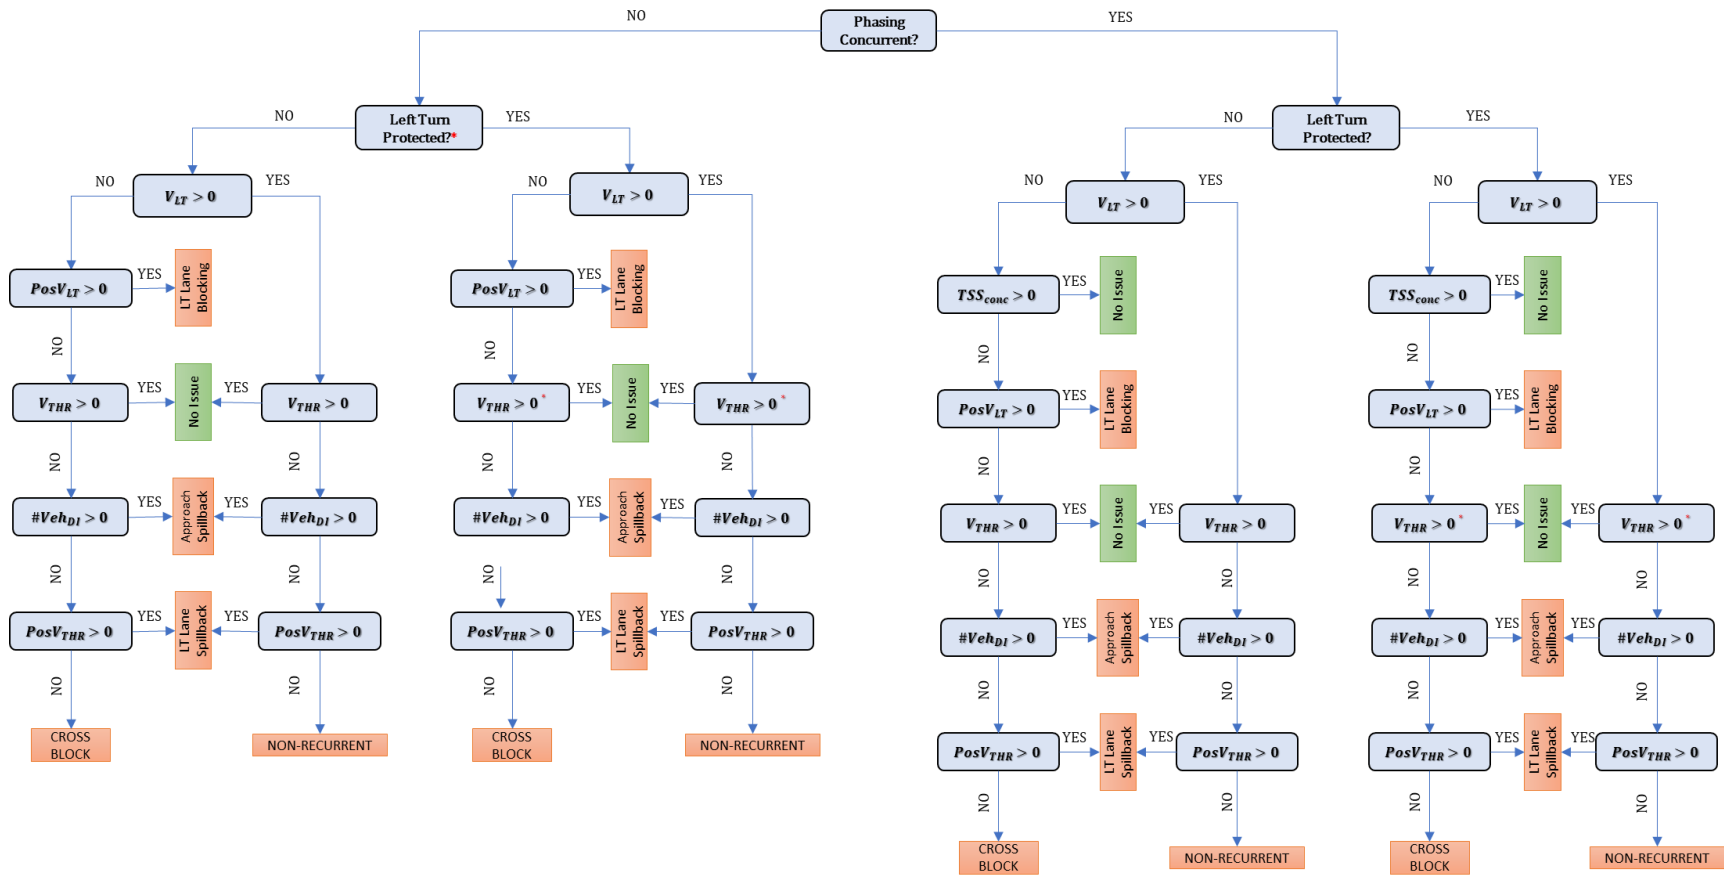 NO
Phasing
Concurrent?
YES
NO
Left Turn
Protected?*
YES
NO
Left Turn
Protected?
YES
NO
V_LT > 0
YES
NO
V_LT > 0
YES
NO
V_LT > 0
YES
NO
V_LT > 0
YES
PosV_LT > 0
YES
LT Lane
Blocking
PosV_LT > 0
YES
LT Lane
Blocking
TSS_conc > 0
YES
No Issue
TSS_conc > 0
YES
No Issue
NO
NO
NO
NO
V_THR > 0
YES
No Issue
YES
V_THR > 0
V_THR > 0 *
YES
No Issue
YES
V_THR > 0 *
PosV_LT > 0
YES
LT Lane
Blocking
PosV_LT > 0
YES
LT Lane
Blocking
NO
NO
NO
NO
NO
NO
#Veh_DI > 0
YES
Approach
Spillback
YES
#Veh_DI > 0
#Veh_DI > 0
YES
Approach
Spillback
YES
#Veh_DI > 0
V_THR > 0
YES
No Issue
YES
V_THR > 0
V_THR > 0 *
YES
No Issue
YES
V_THR > 0 *
NO
NO
NO
NO
NO
NO
NO
NO
PosV_THR > 0
YES
LT Lane
Spillback
YES
PosV_THR > 0
PosV_THR > 0
YES
LT Lane
Spillback
YES
PosV_THR > 0
#Veh_DI > 0
YES
Approach
Spillback
YES
#Veh_DI > 0
#Veh_DI > 0
YES
Approach
Spillback
YES
#Veh_DI > 0
NO
NO
NO
NO
NO
NO
NO
NO
CROSS
BLOCK
NON-RECURRENT
CROSS
BLOCK
NON-RECURRENT
PosV_THR > 0
YES
LT Lane
Spillback
YES
PosV_THR > 0
PosV_THR > 0
YES
LT Lane
Spillback
YES
PosV_THR > 0
NO
NO
NO
NO
CROSS
BLOCK
NON-RECURRENT
CROSS
BLOCK
NON-RECURRENT